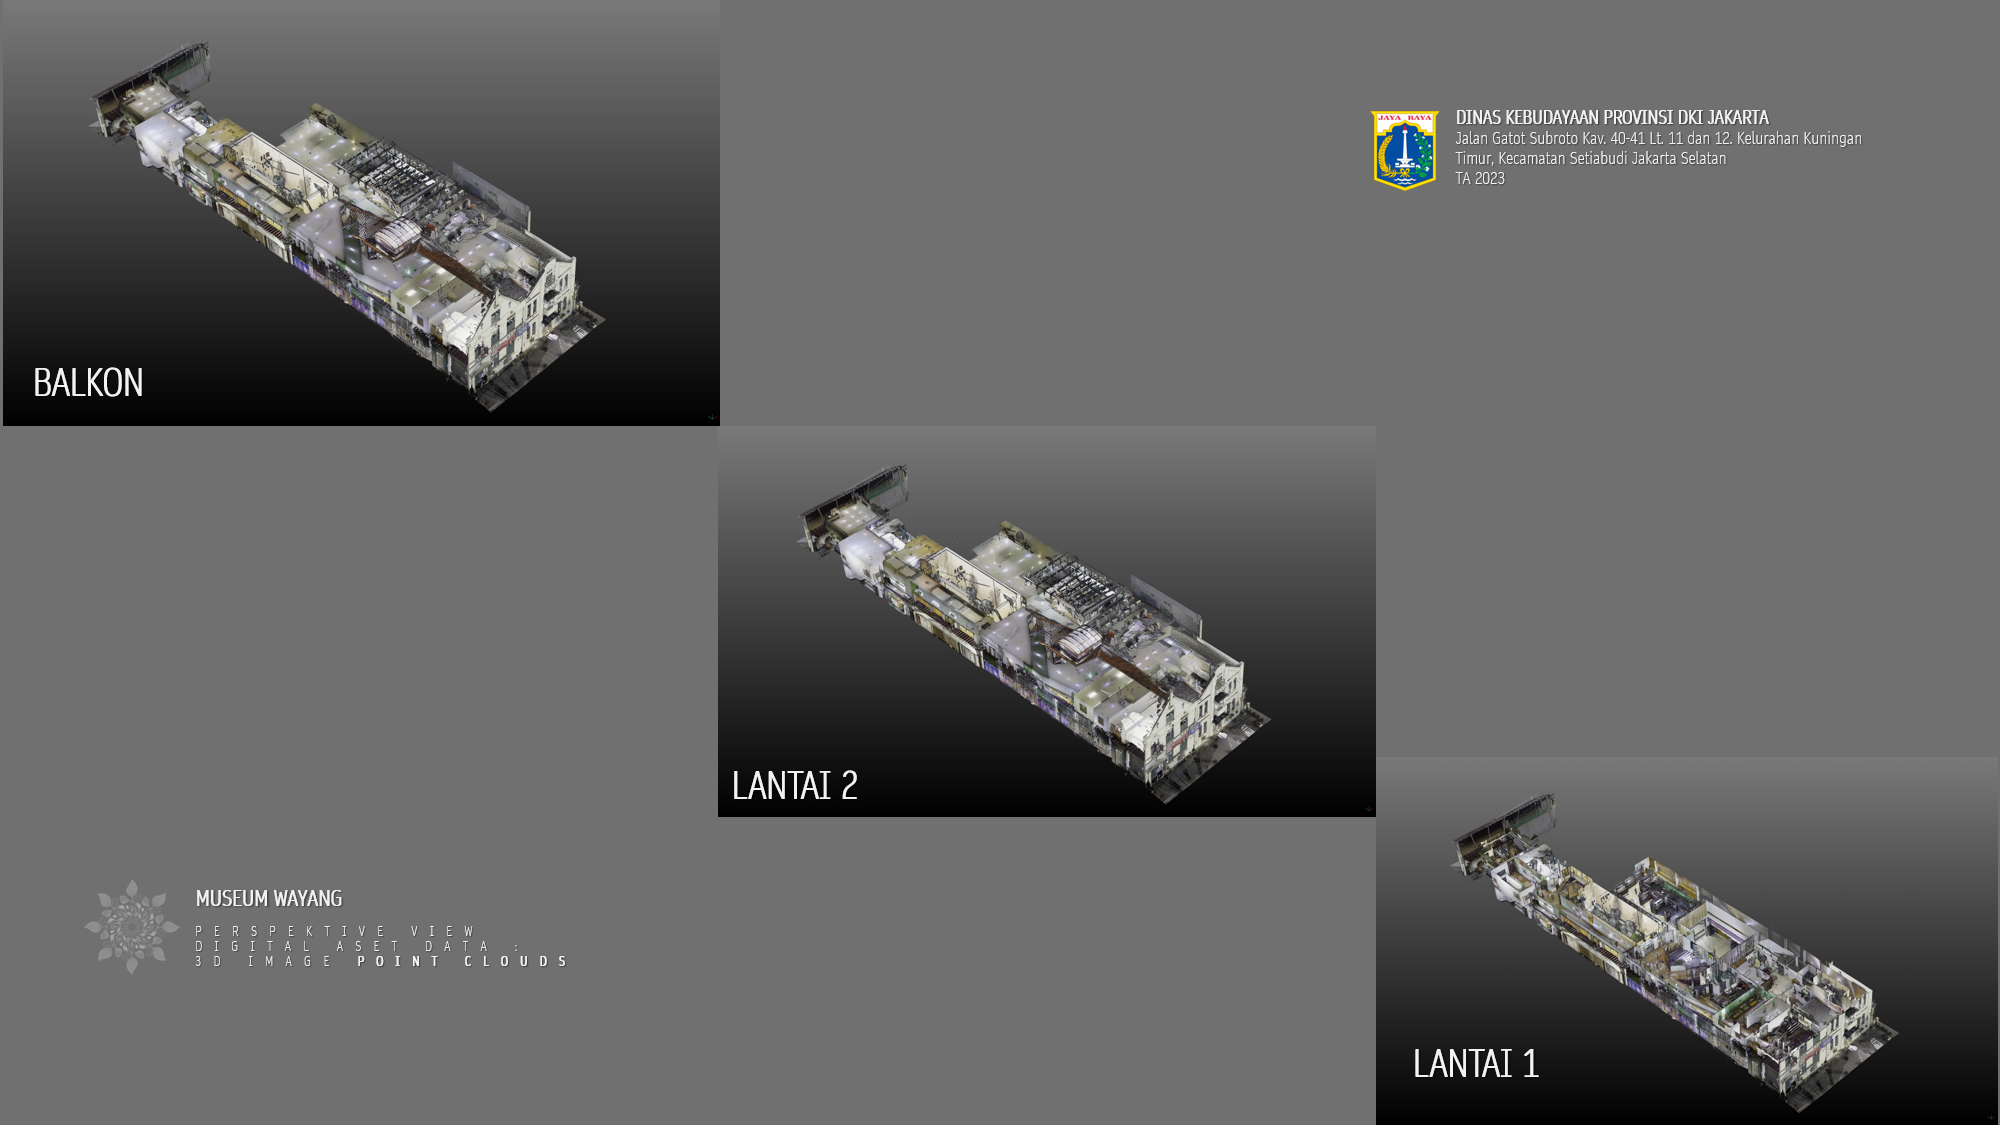 JAYA RAYA
DINAS KEBUDAYAAN PROVINSI DKI JAKARTA
Jalan Gatot Subroto Kav. 40-41 Lt. 11 dan 12. Kelurahan Kuningan
Timur, Kecamatan Setiabudi Jakarta Selatan
TA 2023
BALKON
LANTAI 2
MUSEUM WAYANG
PERSPEKTIVE VIEW
DIGITAL ASET DATA :
3D IMAGE POINT CLOUDS
LANTAI 1